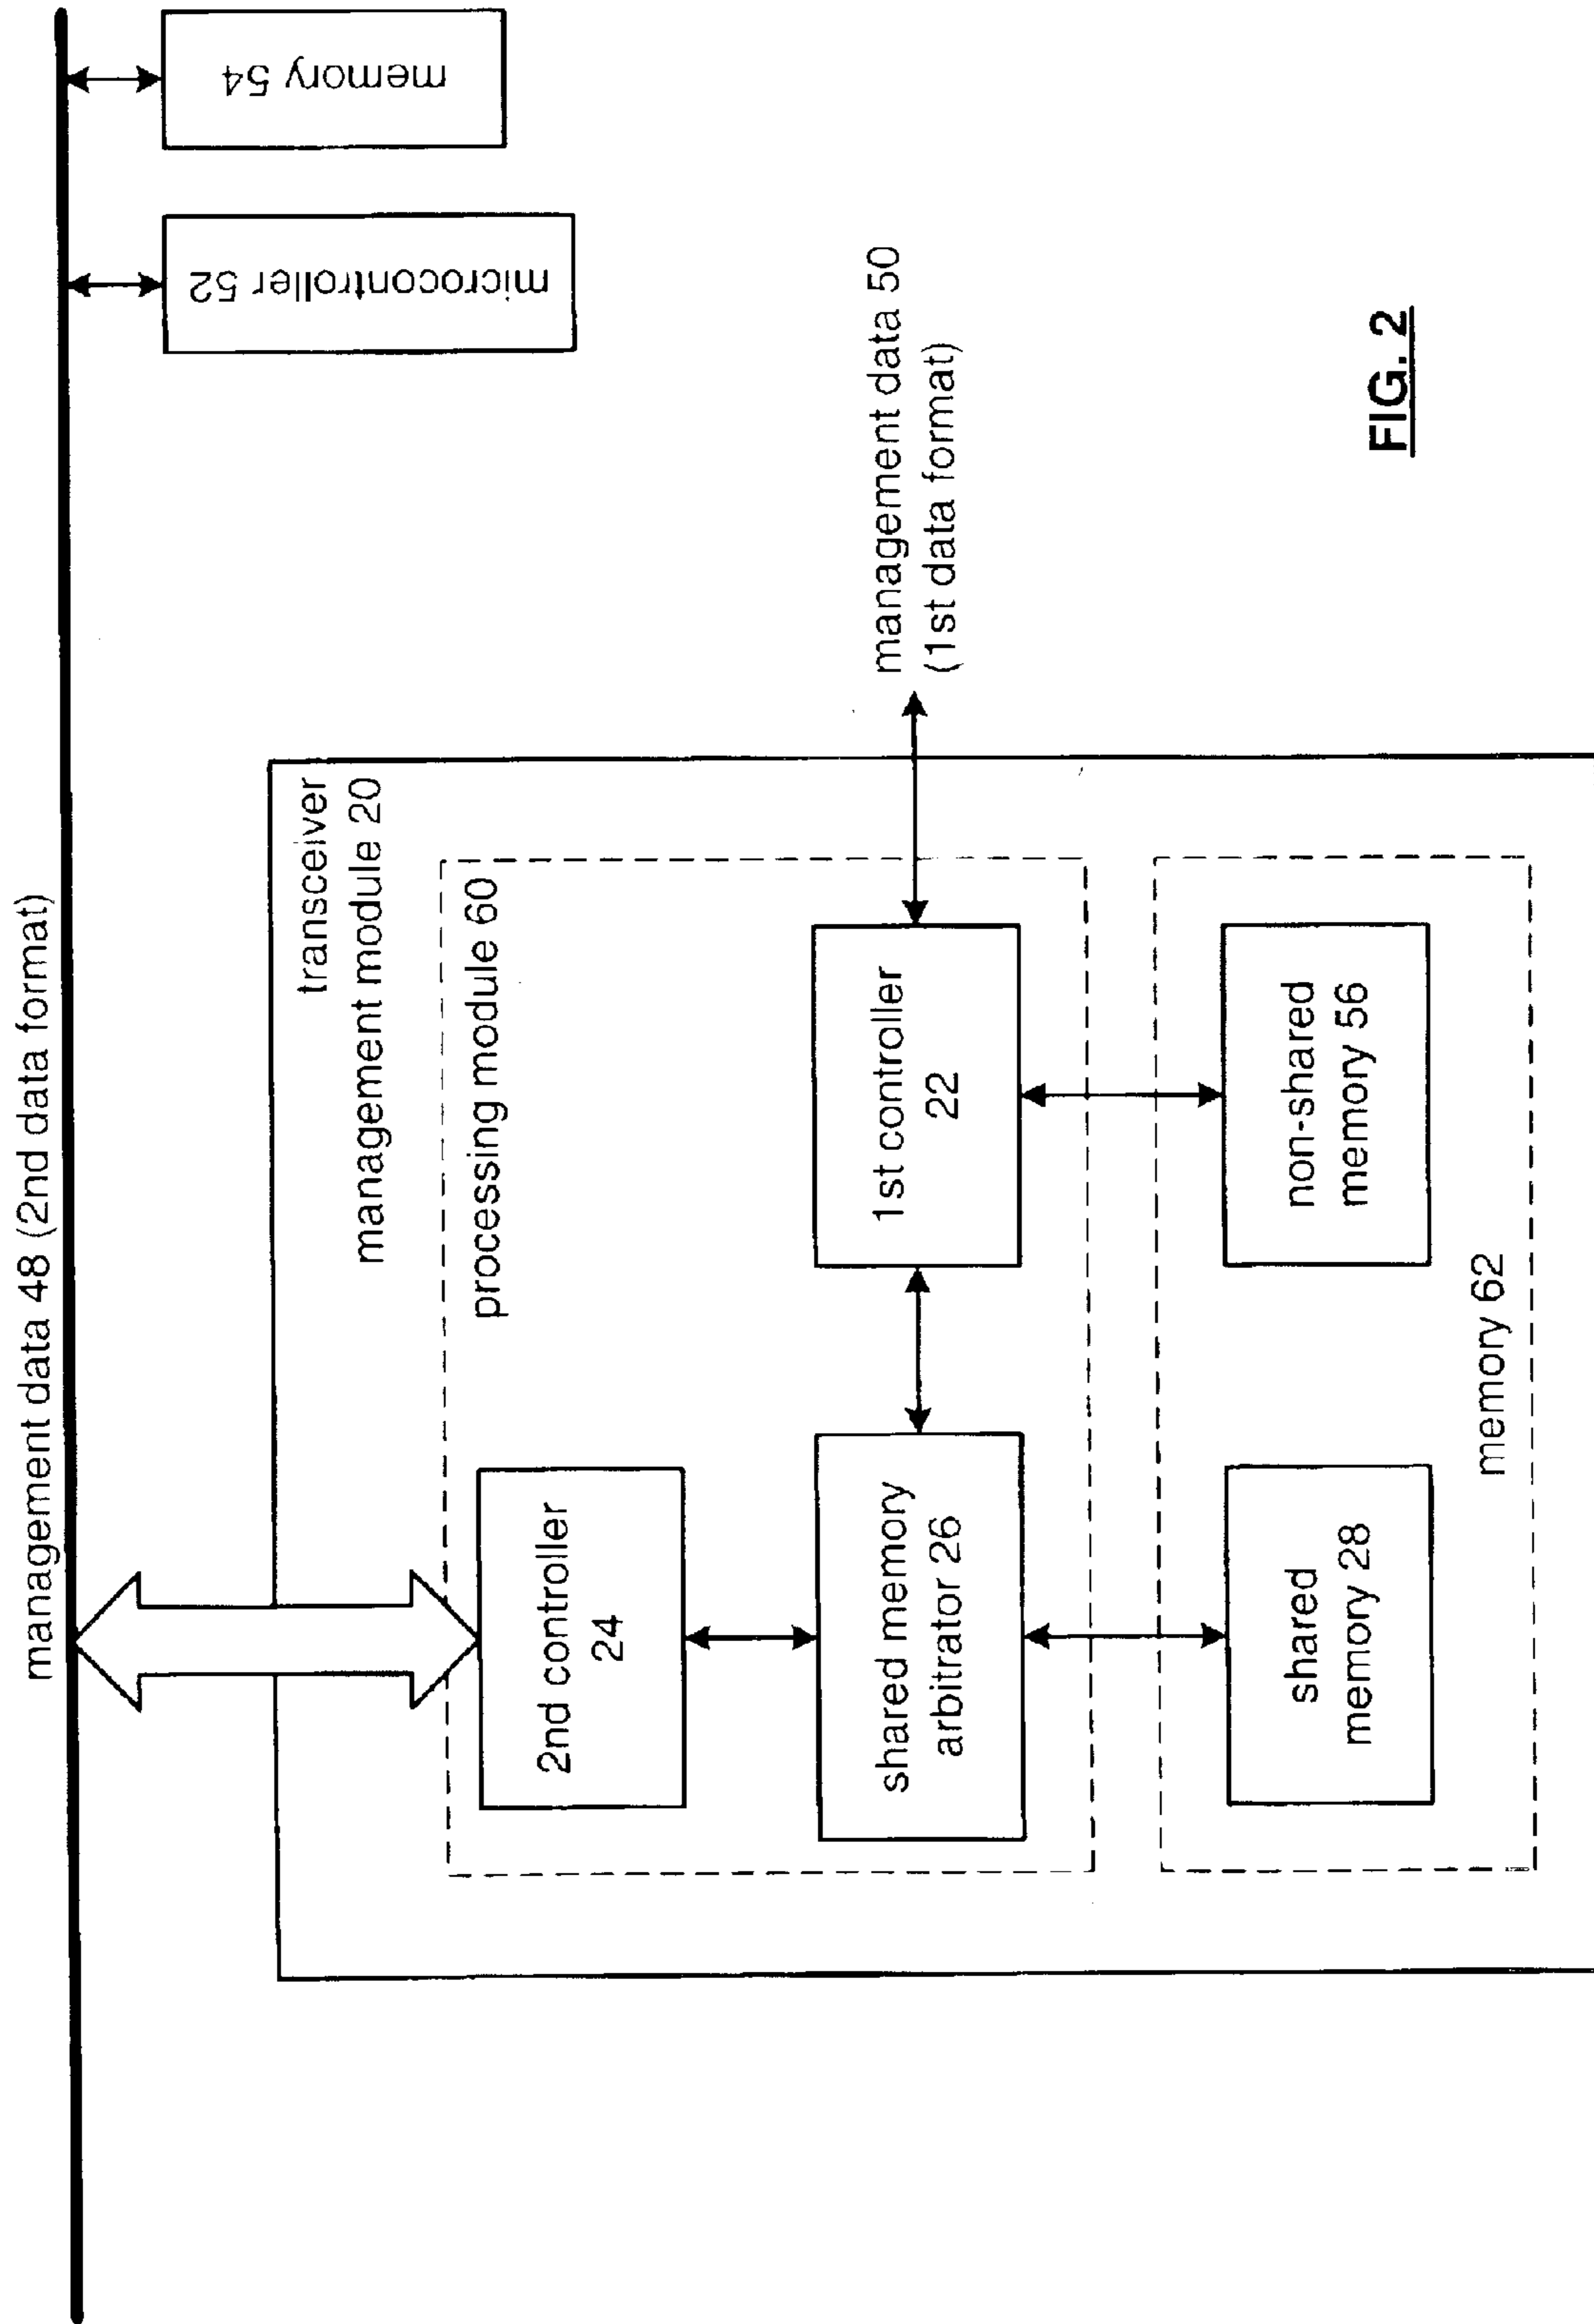 management data 48 (2nd data format)
memory 54
microcontroller 52
transceiver
management module 20
processing module 60
2nd controller
24
shared memory
arbitrator 26
1st controller
22
management data 50
(1st data format)
shared
memory 28
non-shared
memory 56
memory 62
FIG. 2